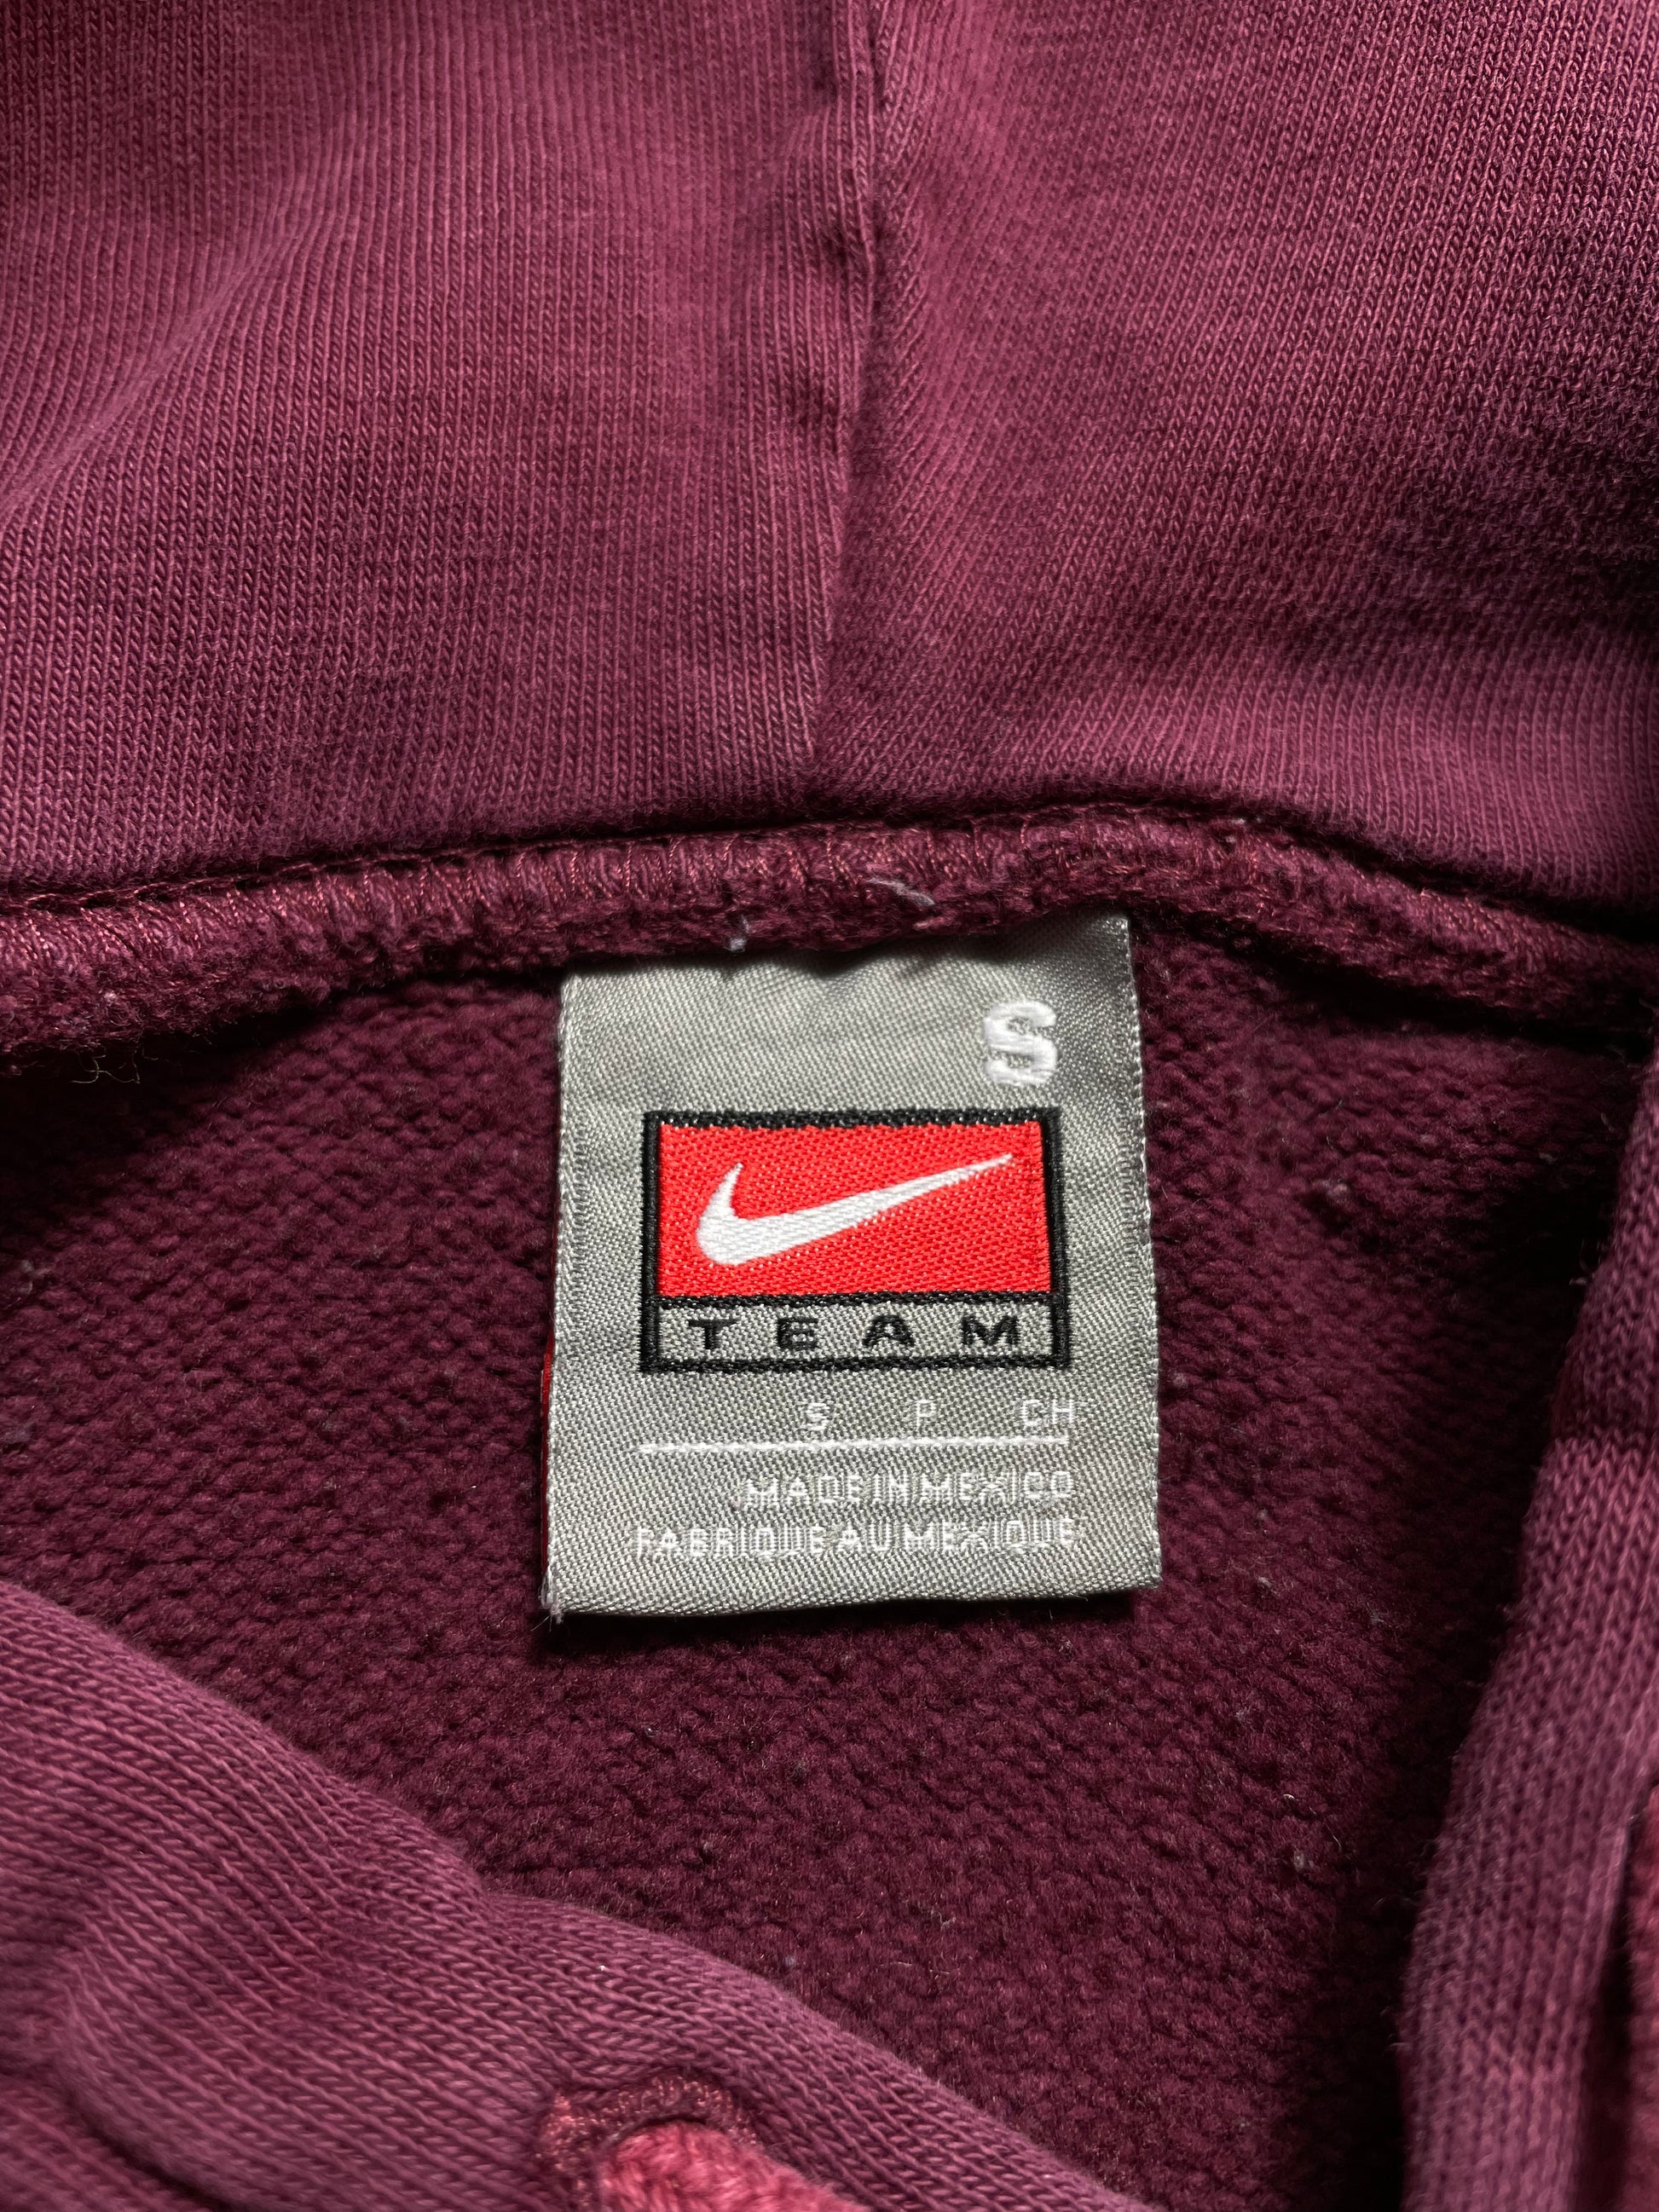 S
TEAM
S P CH
MADE IN MEXICO
FABRIQUE AU MEXIQUE